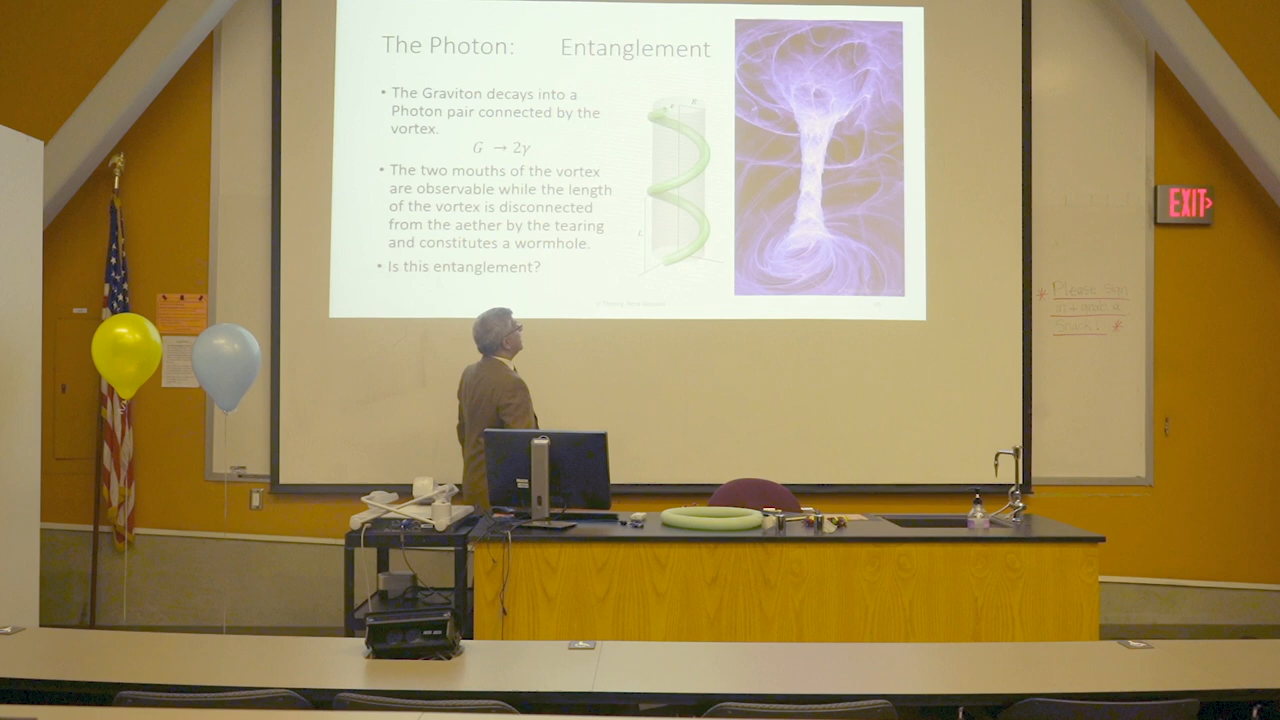 The Photon: Entanglement
• The Graviton decays into a
Photon pair connected by the
vortex.
G → 2γ
• The two mouths of the vortex
are observable while the length
of the vortex is disconnected
from the aether by the tearing
and constitutes a wormhole.
• Is this entanglement?
EXIT>
* Please